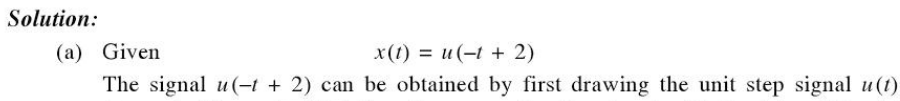 Solution:
(a) Given x(t) = u(–t + 2)
The signal u(–t + 2) can be obtained by first drawing the unit step signal u(t)